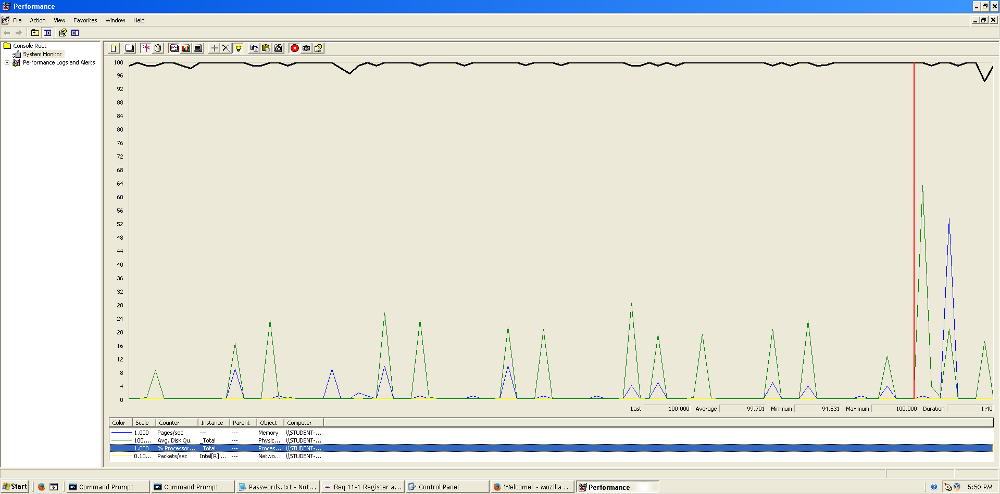 Performance
File Action View Favorites Window Help
Console Root
System Monitor
Performance Logs and Alerts
100
96
92
88
84
80
76
72
68
64
60
56
52
48
44
40
36
32
28
24
20
16
12
8
4
0
Last 100.000 Average 99.701 Minimum 94.531 Maximum 100.000 Duration 1:40
Color Scale Counter Instance Parent Object Computer
1.000 Pages/sec --- --- Memory \\STUDENT-...
100.... Avg. Disk Qu... _Total --- Physic... \\STUDENT-...
1.000 % Processor... _Total --- Proces... \\STUDENT-...
0.10... Packets/sec Intel[R] ... --- Netwo... \\STUDENT-...
Start Command Prompt Command Prompt Passwords.txt - Not... Req 11-1 Register a... Control Panel Welcome! - Mozilla ... Performance 5:50 PM